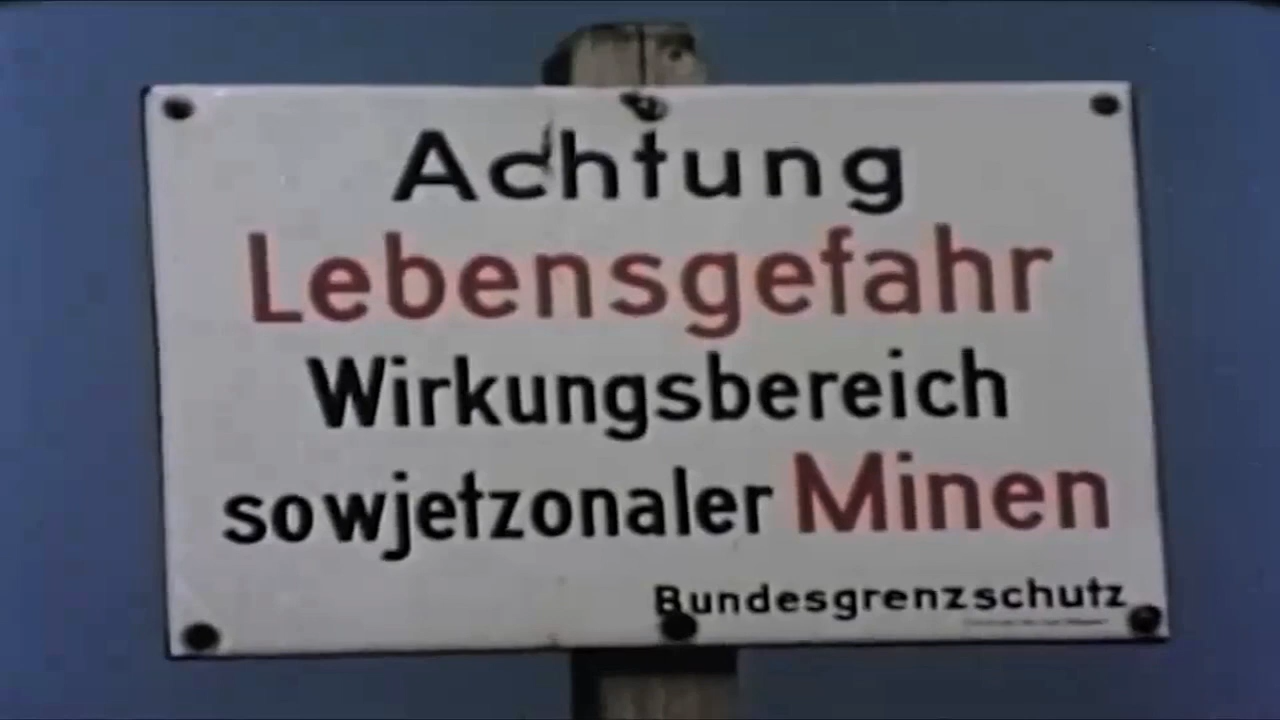 Achtung
Lebensgefahr
Wirkungsbereich
sowjetzonaler Minen
Bundesgrenzschutz